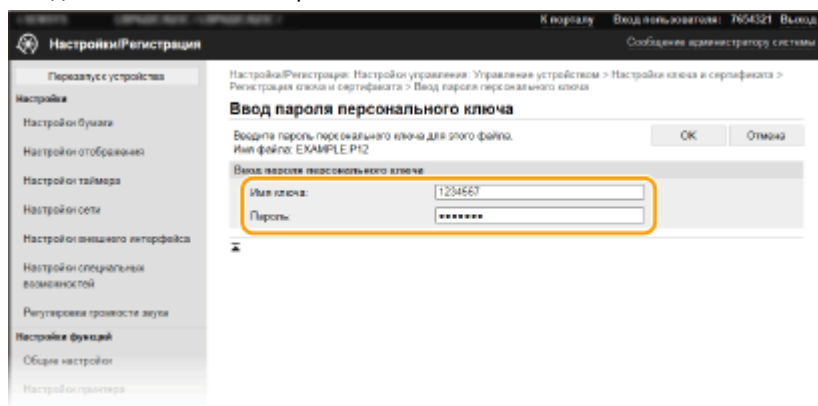 К порталу Вход пользователя: 7654321 Выход
Настройки/Регистрация
Сообщение администратору системы
Перезапуск устройства
Настройки
Настройки бумаги
Настройки отображения
Настройки таймера
Настройки сети
Настройки внешнего интерфейса
Настройки специальных
возможностей
Регулировка громкости звука
Настройки функций
Общие настройки
Настройки принтера
Настройка/Регистрация: Настройки управления: Управление устройством > Настройки ключа и сертификата >
Регистрация ключа и сертификата > Ввод пароля персонального ключа
Ввод пароля персонального ключа
Введите пароль персонального ключа для этого файла.
Имя файла: EXAMPLE.P12
OK Отмена
Ввод пароля персонального ключа
Имя ключа: 1234567
Пароль: •••••••